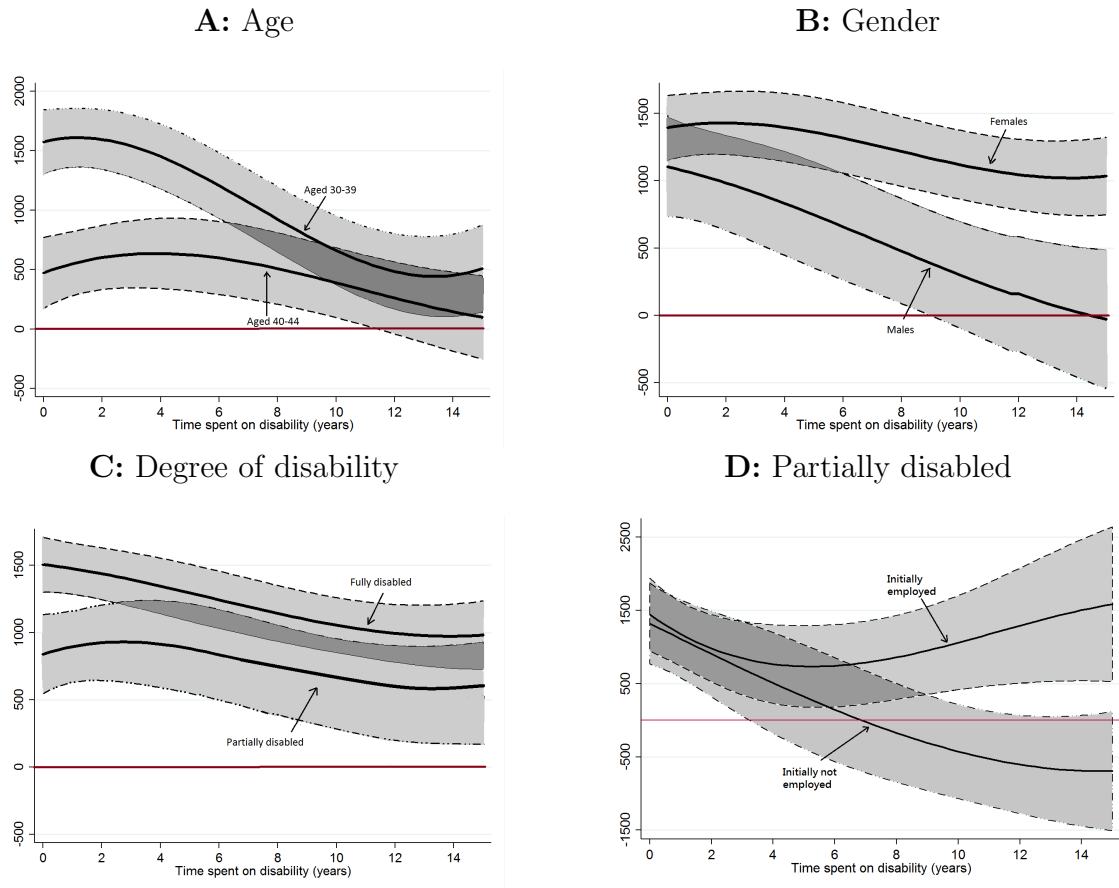 A: Age
2000
1500
1000
500
0
-500
Aged 30-39
Aged 40-44
0 2 4 6 8 10 12 14
Time spent on disability (years)
B: Gender
1500
1000
500
0
-500
Females
Males
0 2 4 6 8 10 12 14
Time spent on disability (years)
C: Degree of disability
1500
1000
500
0
-500
Fully disabled
Partially disabled
0 2 4 6 8 10 12 14
Time spent on disability (years)
D: Partially disabled
2500
1500
500
-500
-1500
Initially
employed
Initially not
employed
0 2 4 6 8 10 12 14
Time spent on disability (years)